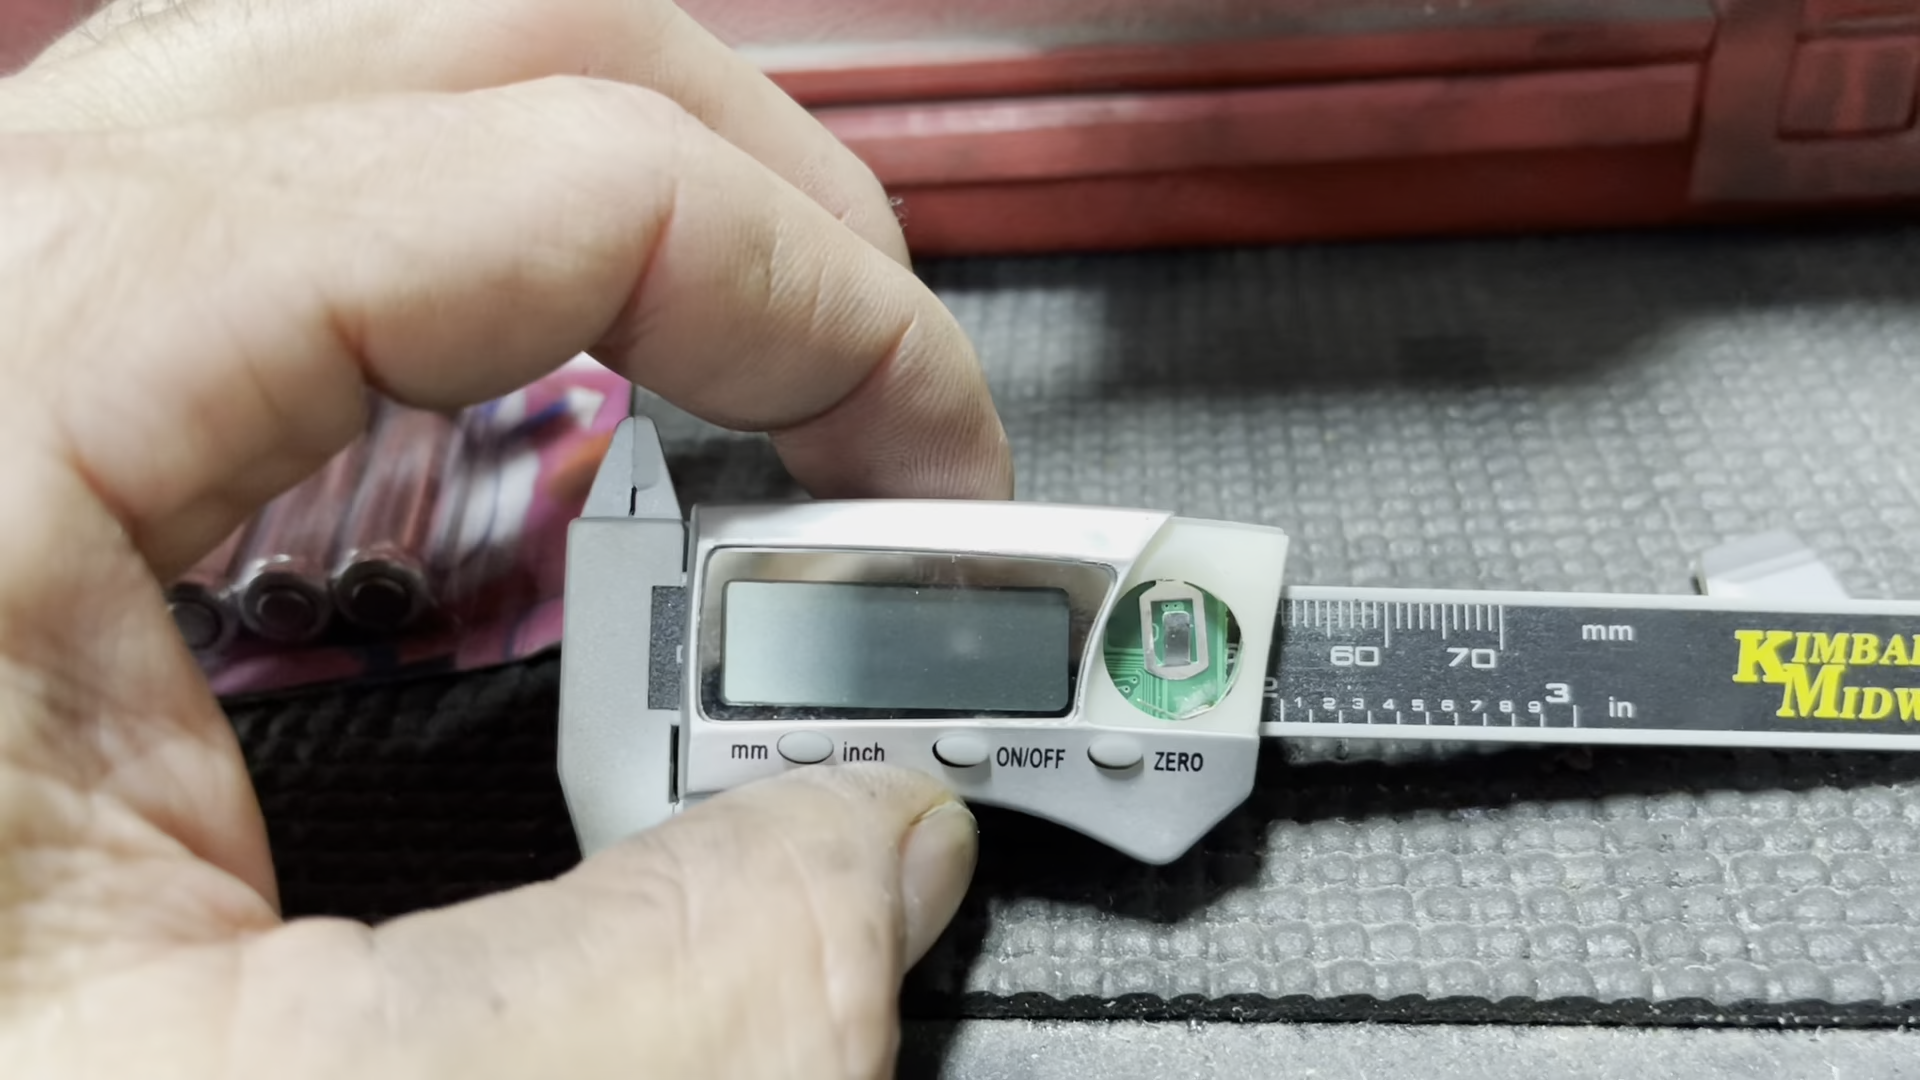 mm inch ON/OFF ZERO
60 70 mm
2 1 2 3 4 5 6 7 8 9 3 in
KIMBAL
MIDW